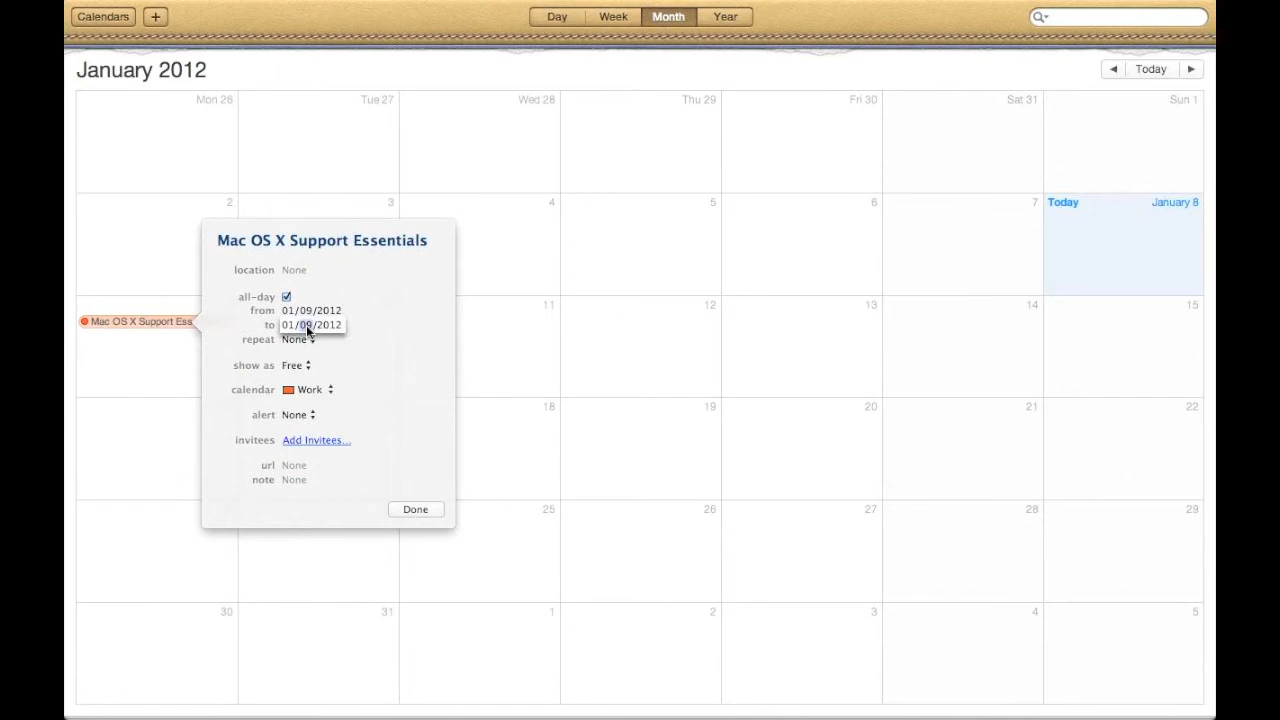 Calendars + Day Week Month Year
January 2012 Today
Mon 26 Tue 27 Wed 28 Thu 29 Fri 30 Sat 31 Sun 1
2 3 4 5 6 7 Today January 8
Mac OS X Support Essentials
location None
all-day
from 01/09/2012
11 12 13 14 15
Mac OS X Support Ess
to 01/09/2012
repeat None
show as Free
calendar Work
alert None
18 19 20 21 22
invitees Add Invitees...
url None
note None
Done
25 26 27 28 29
30 31 1 2 3 4 5